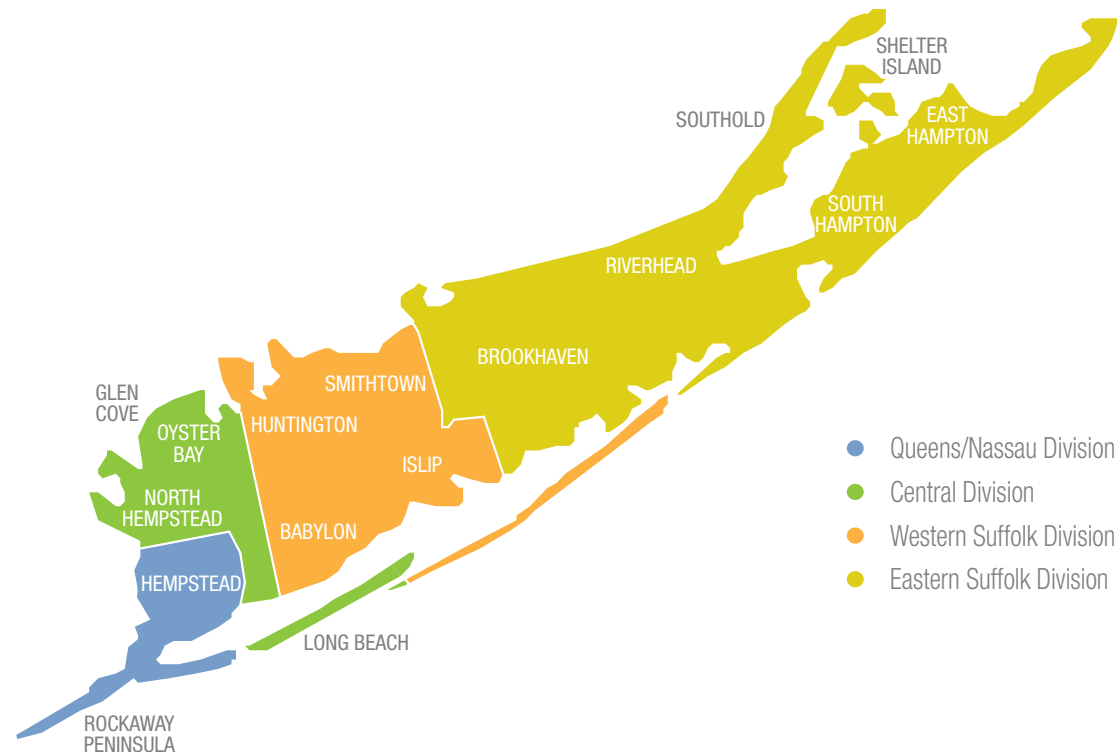 SHELTER
ISLAND
SOUTHOLD
EAST
HAMPTON
SOUTH
HAMPTON
RIVERHEAD
BROOKHAVEN
SMITHTOWN
GLEN
COVE
HUNTINGTON
OYSTER
BAY
ISLIP
NORTH
HEMPSTEAD
BABYLON
HEMPSTEAD
LONG BEACH
ROCKAWAY
PENINSULA
Queens/Nassau Division
Central Division
Western Suffolk Division
Eastern Suffolk Division